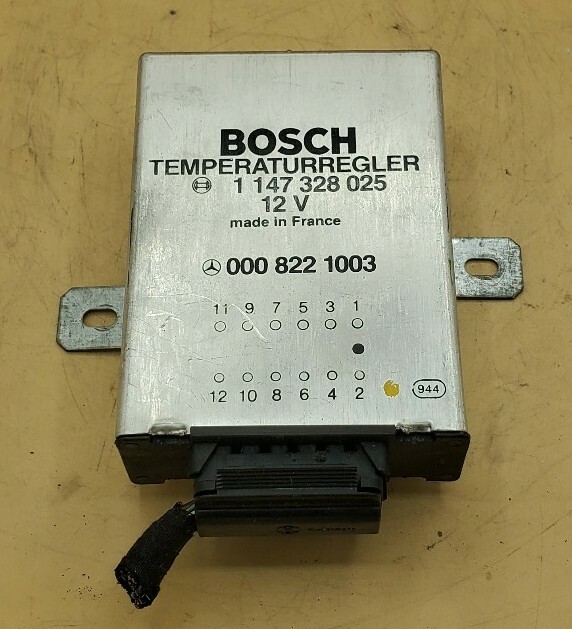 BOSCH
TEMPERATURREGLER
1 147 328 025
12 V
made in France
000 822 1003
11 9 7 5 3 1
12 10 8 6 4 2
944